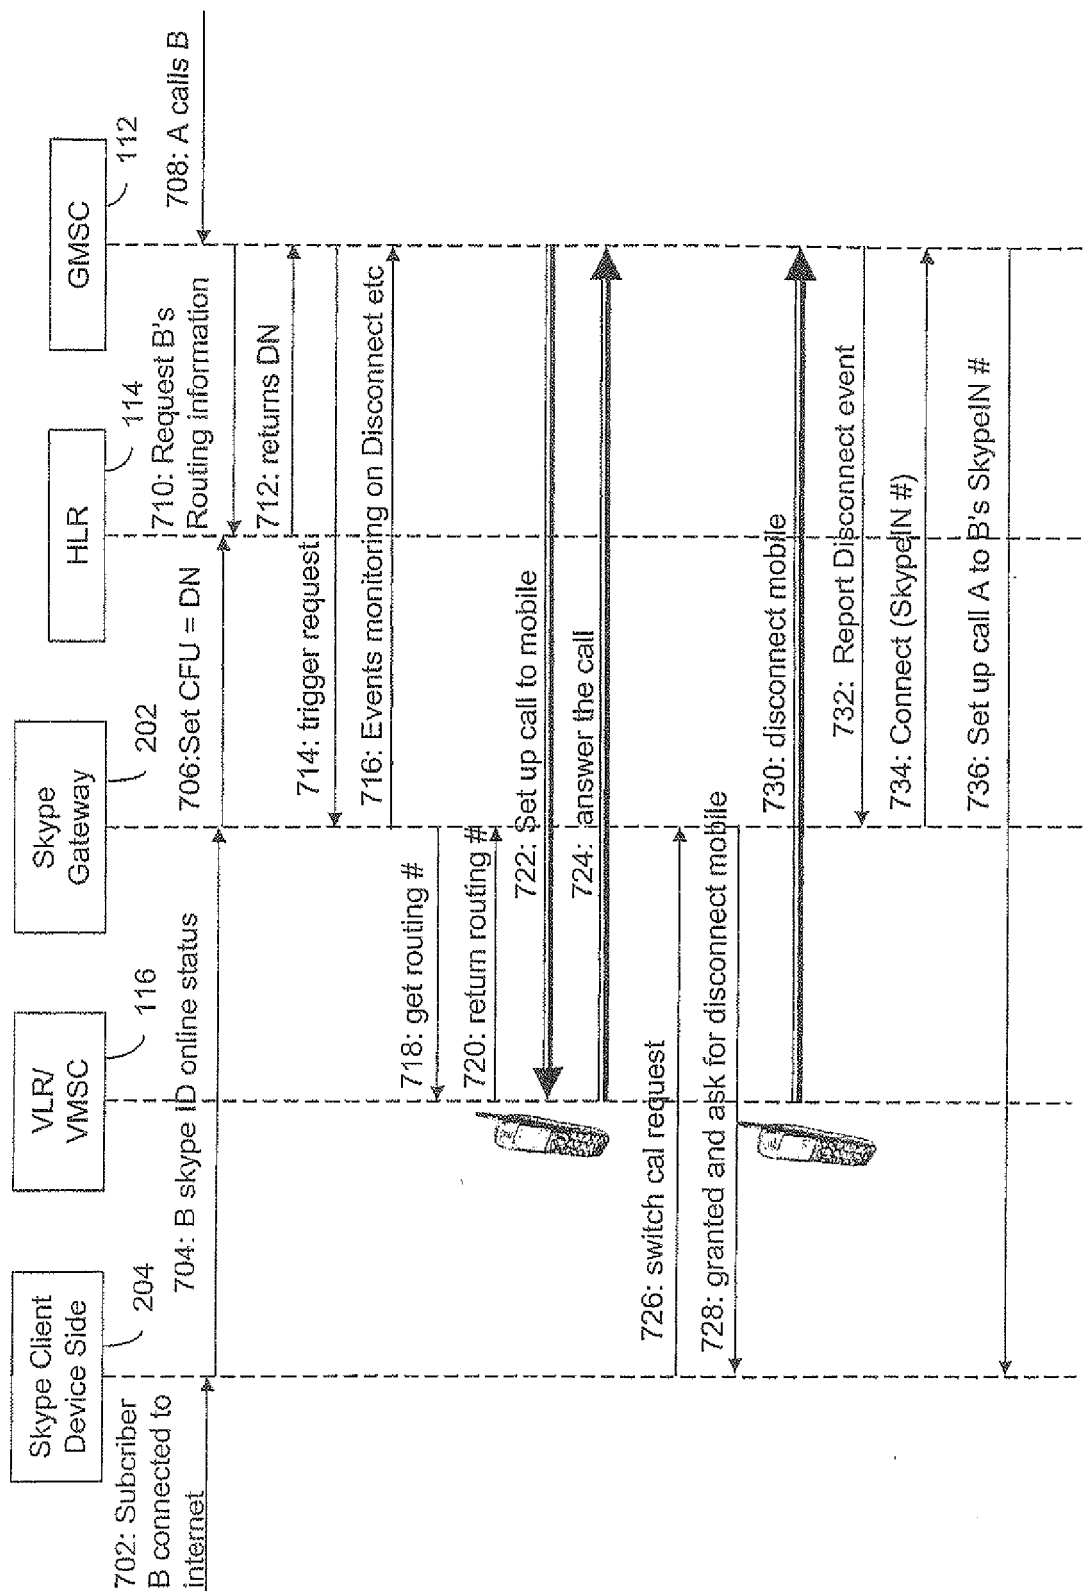 Skype Client
Device Side
204
VLR/
VMSC
116
Skype
Gateway
202
HLR
114
GMSC
112
702: Subcriber
B connected to
internet
704: B skype ID online status
706:Set CFU = DN
708: A calls B
710: Request B's
Routing information
712: returns DN
714: trigger request
716: Events monitoring on Disconnect etc
718: get routing #
720: return routing #
722: Set up call to mobile
724: answer the call
726: switch cal request
728: granted and ask for disconnect mobile
730: disconnect mobile
732: Report Disconnect event
734: Connect (SkypeIN #)
736: Set up call A to B's SkypeIN #